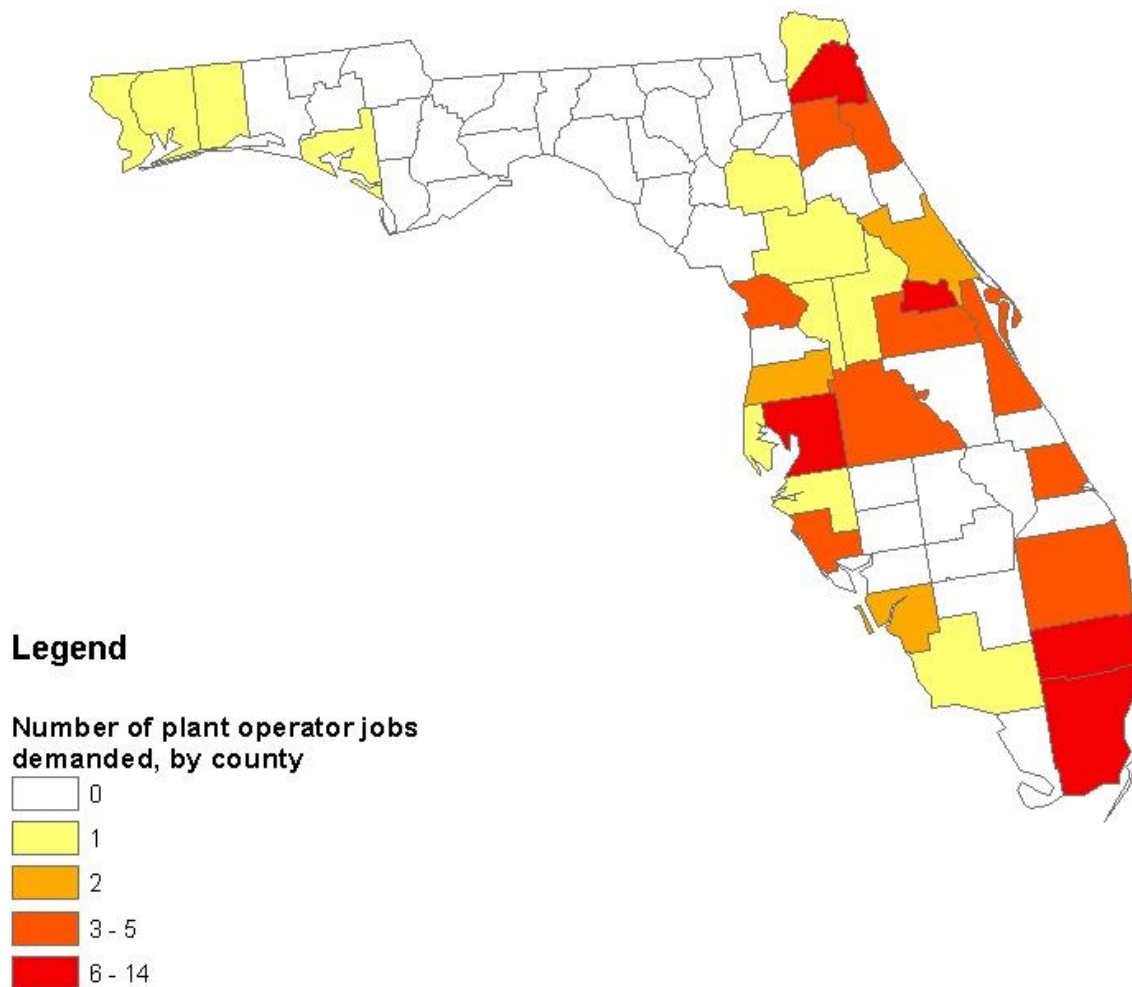 Legend
Number of plant operator jobs
demanded, by county
0
1
2
3 - 5
6 - 14